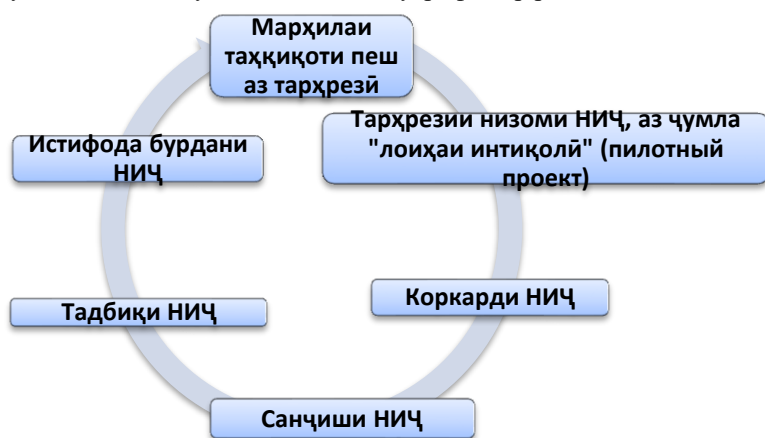 Марҳилаи
таҳқиқоти пеш
аз тарҳрезӣ
Тарҳрезии низоми НИҶ, аз ҷумла
"лоиҳаи интиқолӣ" (пилотный
проект)
Коркарди НИҶ
Санҷиши НИҶ
Тадбиқи НИҶ
Истифода бурдани
НИҶ